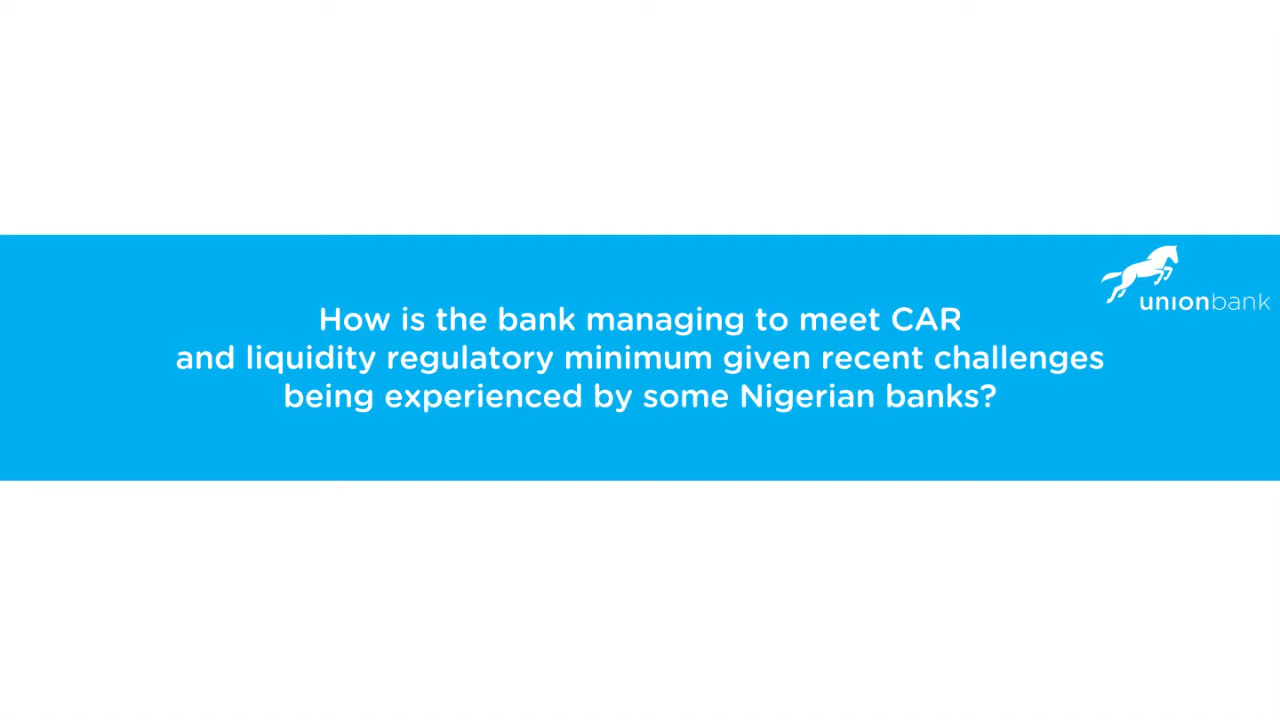 unionbank
How is the bank managing to meet CAR
and liquidity regulatory minimum given recent challenges
being experienced by some Nigerian banks?